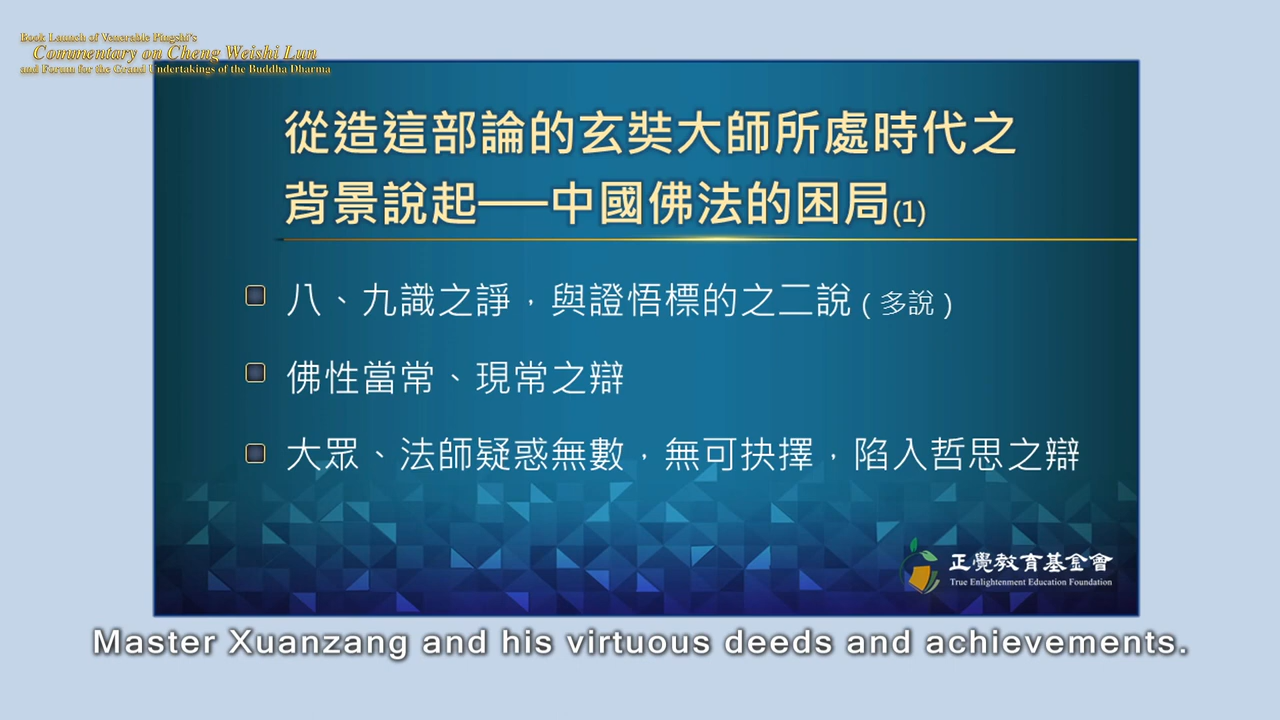 Book Launch of Venerable Pingshi's
Commentary on Cheng Weishi Lun
and Forum for the Grand Undertakings of the Buddha Dharma
從造這部論的玄奘大師所處時代之
背景說起──中國佛法的困局(1)
八、九識之諍，與證悟標的之二說 ( 多說 )
佛性當常、現常之辯
大眾、法師疑惑無數，無可抉擇，陷入哲思之辯
正覺教育基金會
True Enlightenment Education Foundation
Master Xuanzang and his virtuous deeds and achievements.